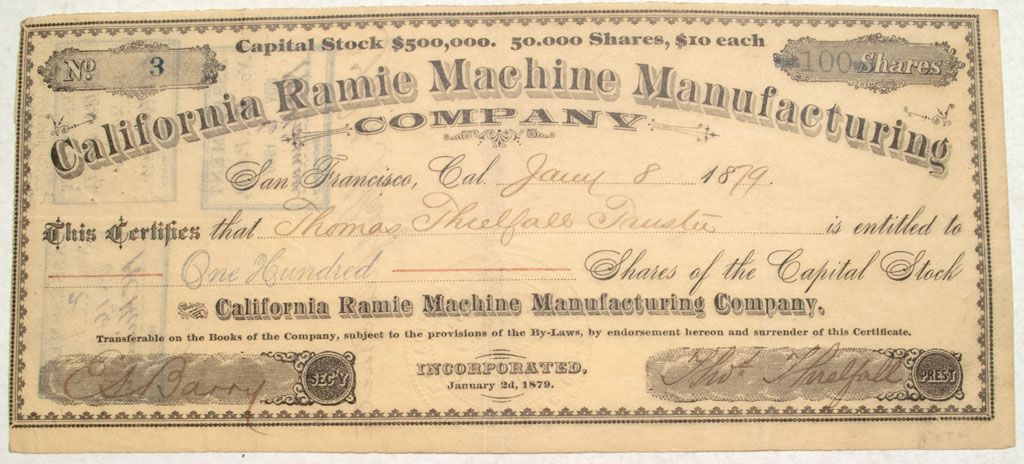 Capital Stock $500,000. 50.000 Shares, $10 each
No. 3
100 Shares
California Ramie Machine Manufacturing
COMPANY
San Francisco, Cal. Jany 8 1879.
This Certifies that Thomas Threlfall Trustee is entitled to
One Hundred Shares of the Capital Stock
California Ramie Machine Manufacturing Company.
Transferable on the Books of the Company, subject to the provisions of the By-Laws, by endorsement hereon and surrender of this Certificate.
E S Barry SEC'Y
INCORPORATED,
January 2d, 1879.
Thos. Threlfall PREST